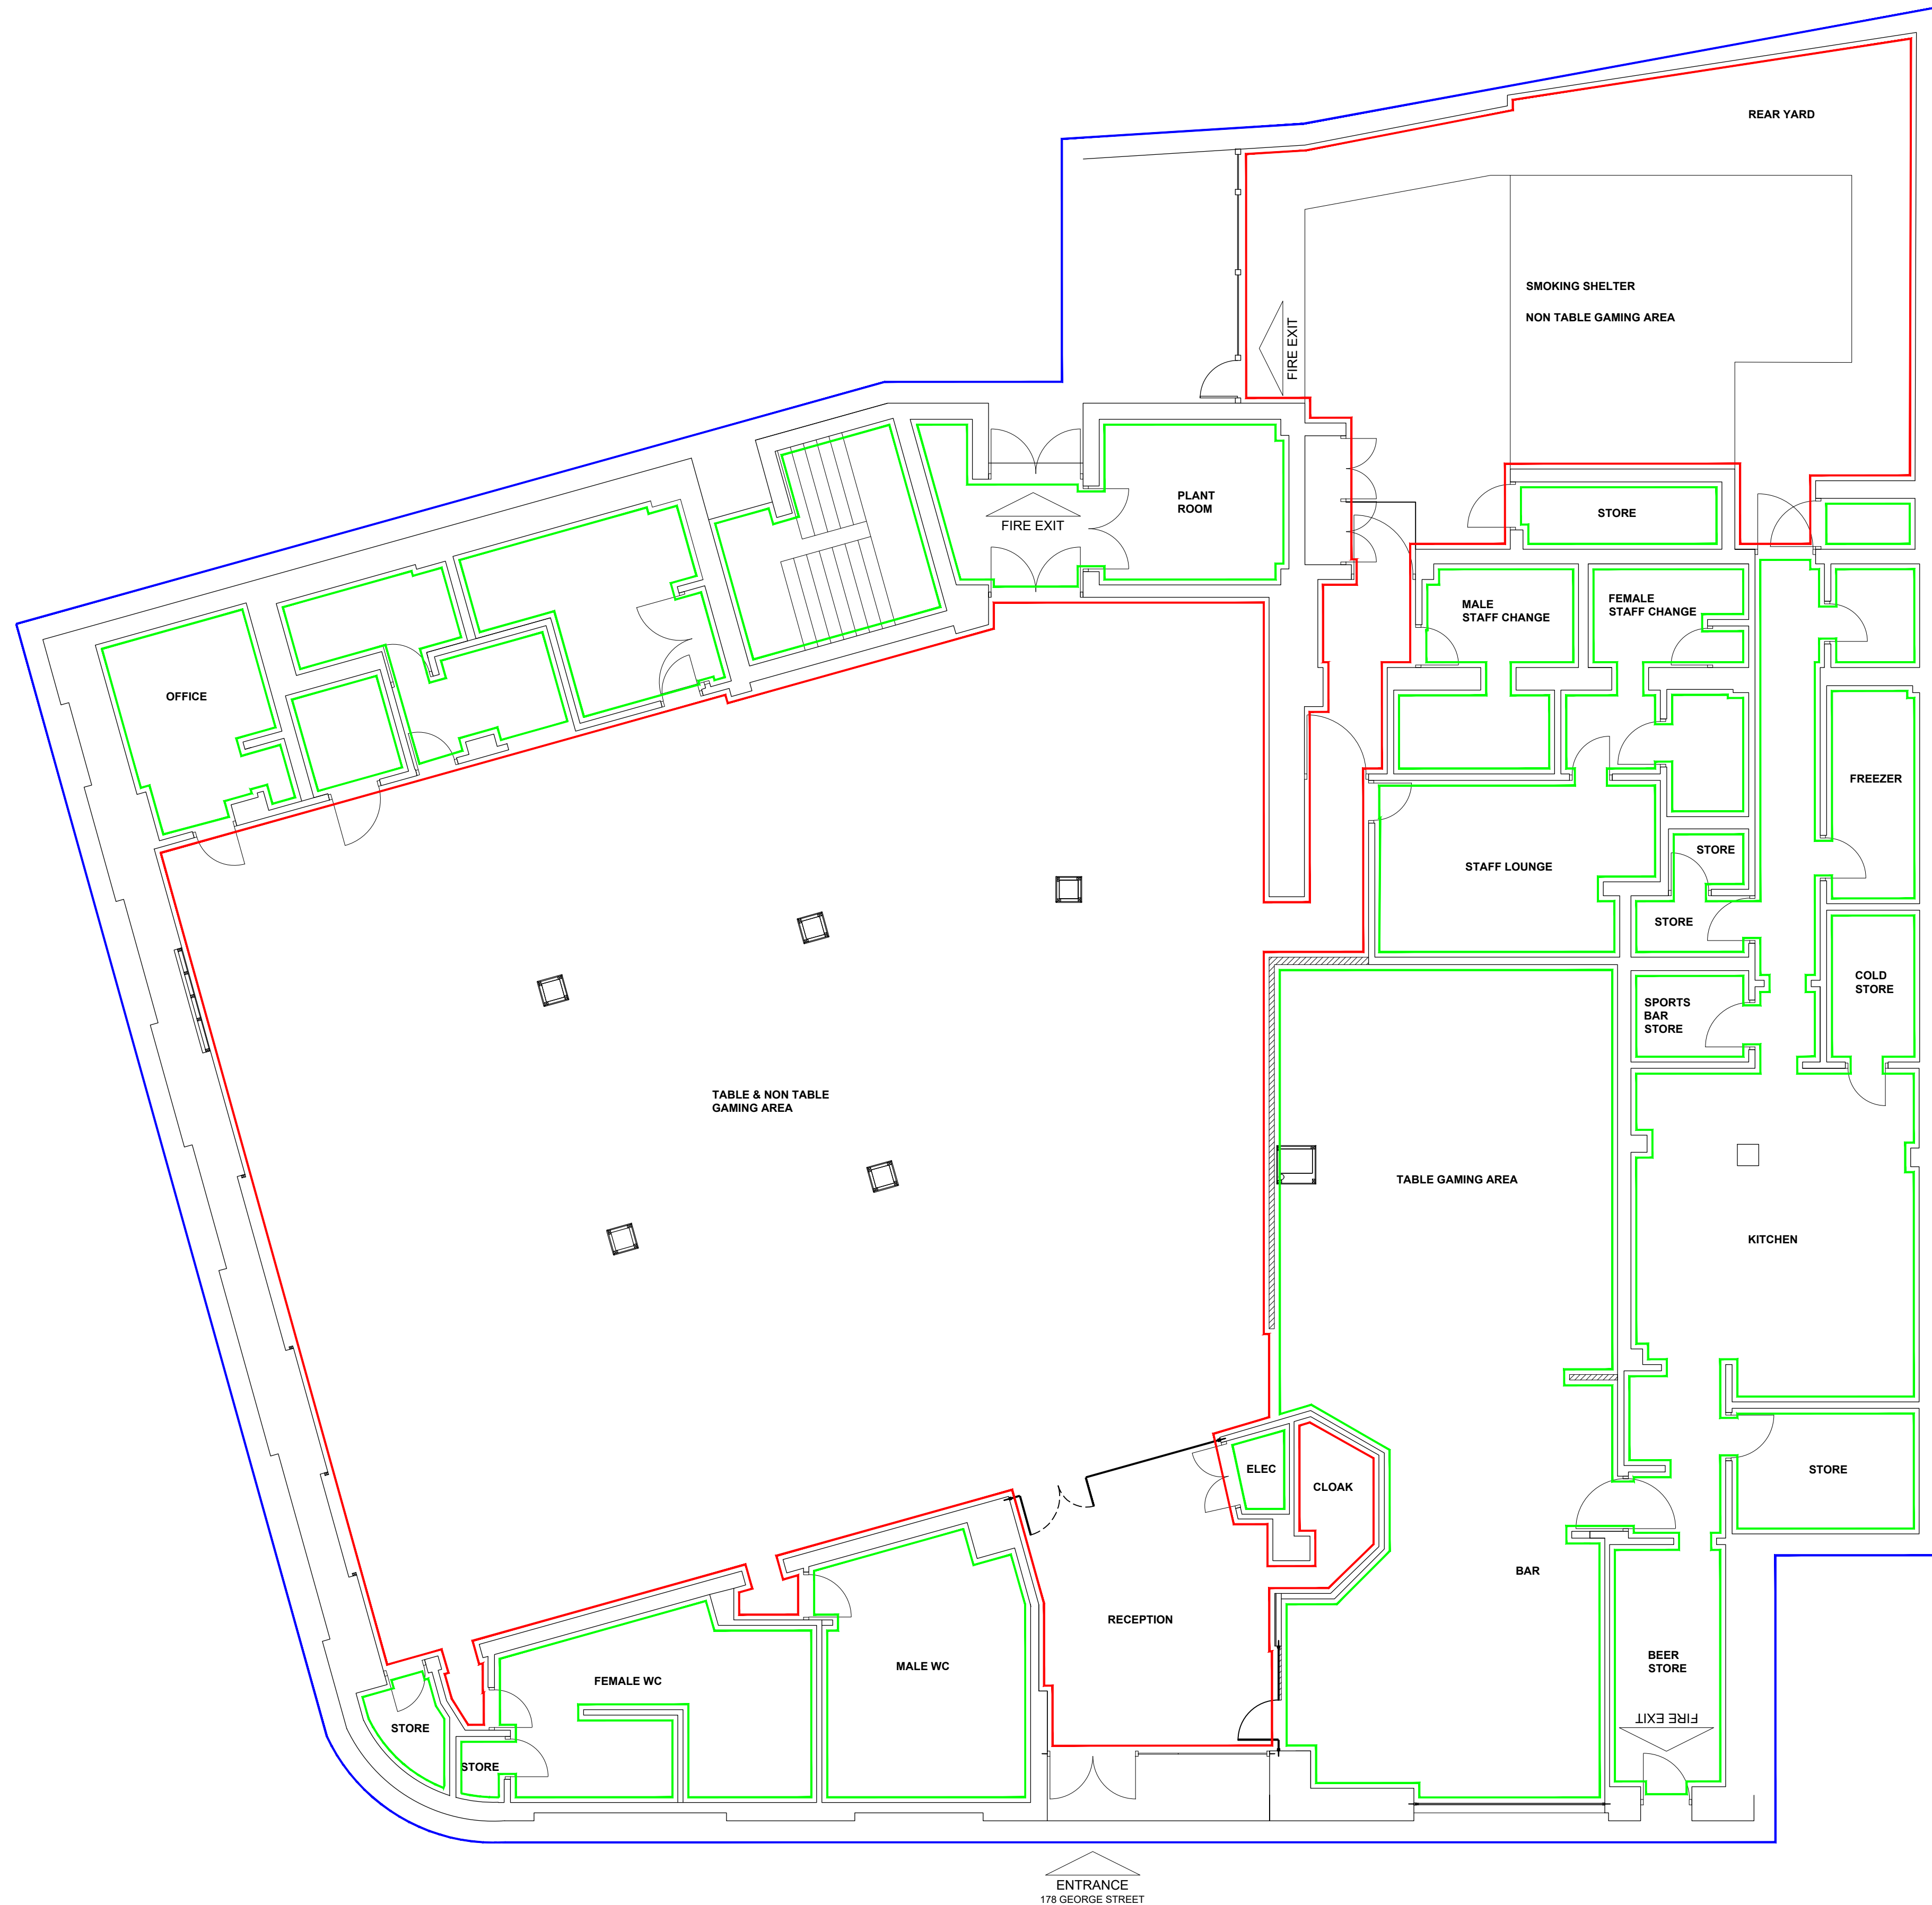 REAR YARD
SMOKING SHELTER
NON TABLE GAMING AREA
FIRE EXIT
PLANT
ROOM
STORE
FIRE EXIT
MALE
STAFF CHANGE
FEMALE
STAFF CHANGE
OFFICE
FREEZER
STORE
STAFF LOUNGE
STORE
COLD
STORE
SPORTS
BAR
STORE
TABLE & NON TABLE
GAMING AREA
TABLE GAMING AREA
KITCHEN
ELEC
CLOAK
STORE
BAR
RECEPTION
BEER
STORE
MALE WC
FEMALE WC
FIRE EXIT
STORE
STORE
ENTRANCE
178 GEORGE STREET